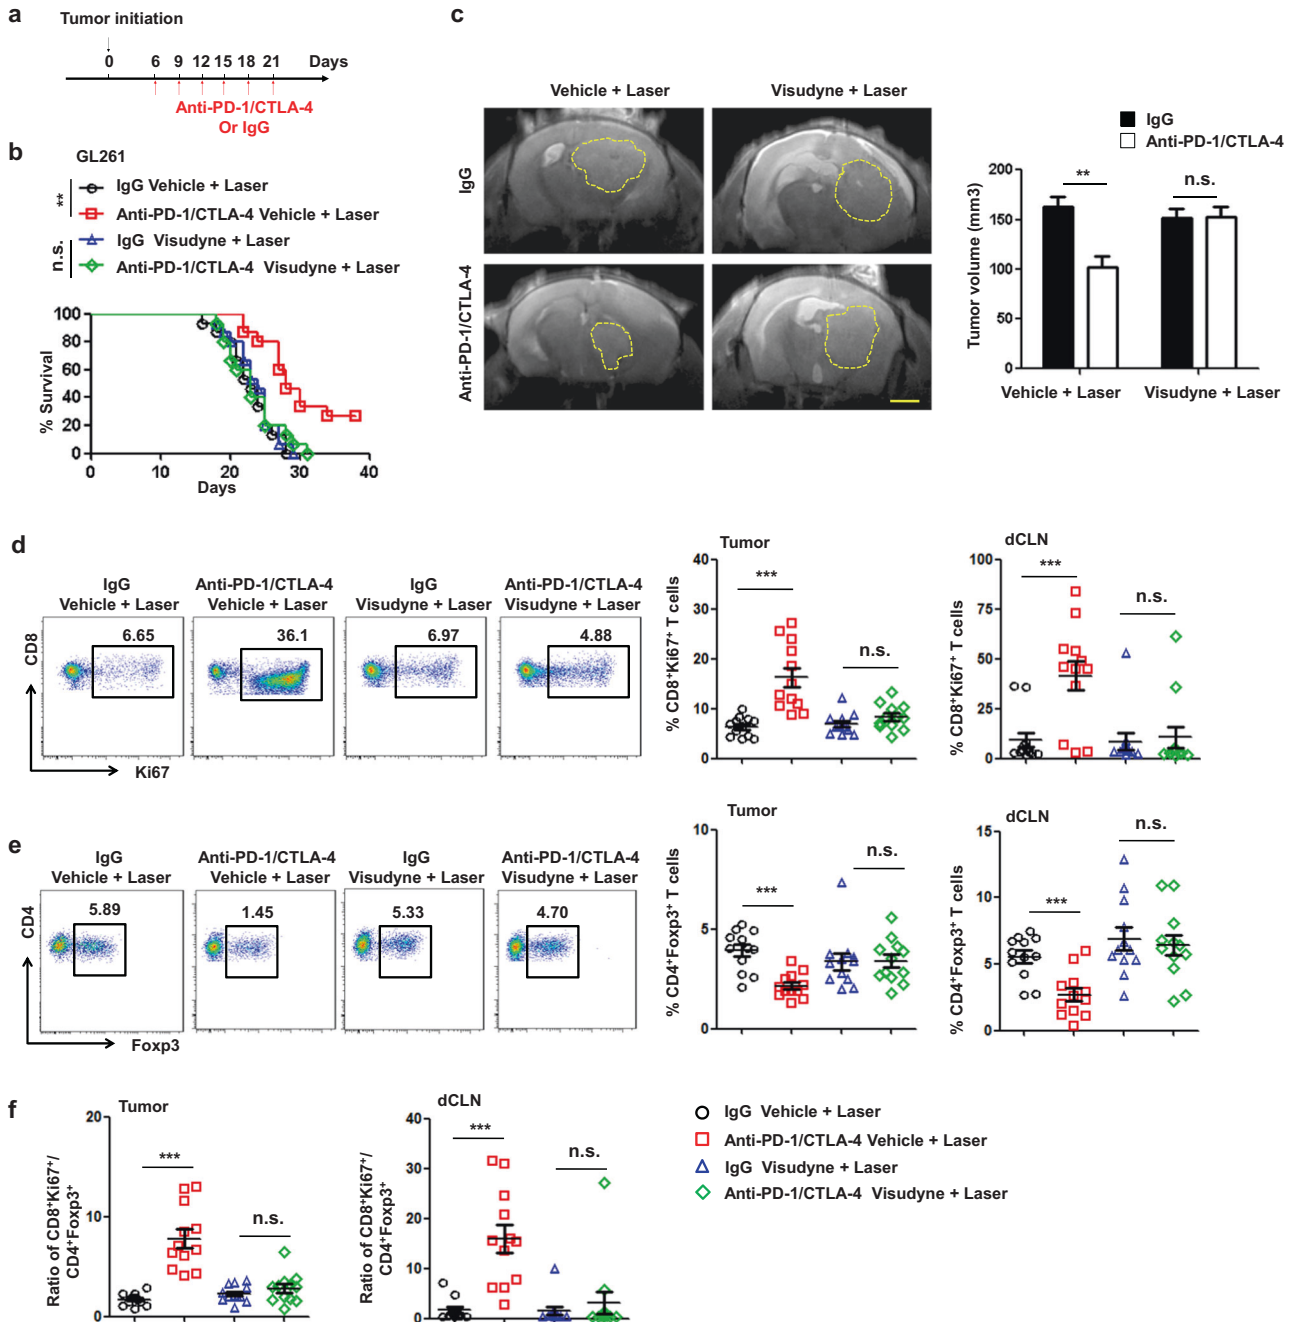 a
Tumor initiation
0 6 9 12 15 18 21 Days
Anti-PD-1/CTLA-4
Or IgG
b
GL261
IgG Vehicle + Laser
**
Anti-PD-1/CTLA-4 Vehicle + Laser
IgG Visudyne + Laser
n.s.
Anti-PD-1/CTLA-4 Visudyne + Laser
% Survival
100
80
60
40
20
0
0 10 20 30 40
Days
c
Vehicle + Laser Visudyne + Laser
IgG
Anti-PD-1/CTLA-4
IgG
Anti-PD-1/CTLA-4
Tumor volume (mm3)
200
150
100
50
0
** n.s.
Vehicle + Laser Visudyne + Laser
d
IgG
Vehicle + Laser
Anti-PD-1/CTLA-4
Vehicle + Laser
IgG
Visudyne + Laser
Anti-PD-1/CTLA-4
Visudyne + Laser
6.65 36.1 6.97 4.88
CD8
Ki67
Tumor
% CD8⁺Ki67⁺ T cells
40
30
20
10
0
*** n.s.
dCLN
% CD8⁺Ki67⁺ T cells
100
75
50
25
0
*** n.s.
e
IgG
Vehicle + Laser
Anti-PD-1/CTLA-4
Vehicle + Laser
IgG
Visudyne + Laser
Anti-PD-1/CTLA-4
Visudyne + Laser
5.89 1.45 5.33 4.70
CD4
Foxp3
Tumor
% CD4⁺Foxp3⁺ T cells
10
5
0
*** n.s.
dCLN
% CD4⁺Foxp3⁺ T cells
15
10
5
0
*** n.s.
f
Tumor
Ratio of CD8⁺Ki67⁺/
CD4⁺Foxp3⁺
20
10
0
*** n.s.
dCLN
Ratio of CD8⁺Ki67⁺/
CD4⁺Foxp3⁺
40
30
20
10
0
*** n.s.
IgG Vehicle + Laser
Anti-PD-1/CTLA-4 Vehicle + Laser
IgG Visudyne + Laser
Anti-PD-1/CTLA-4 Visudyne + Laser